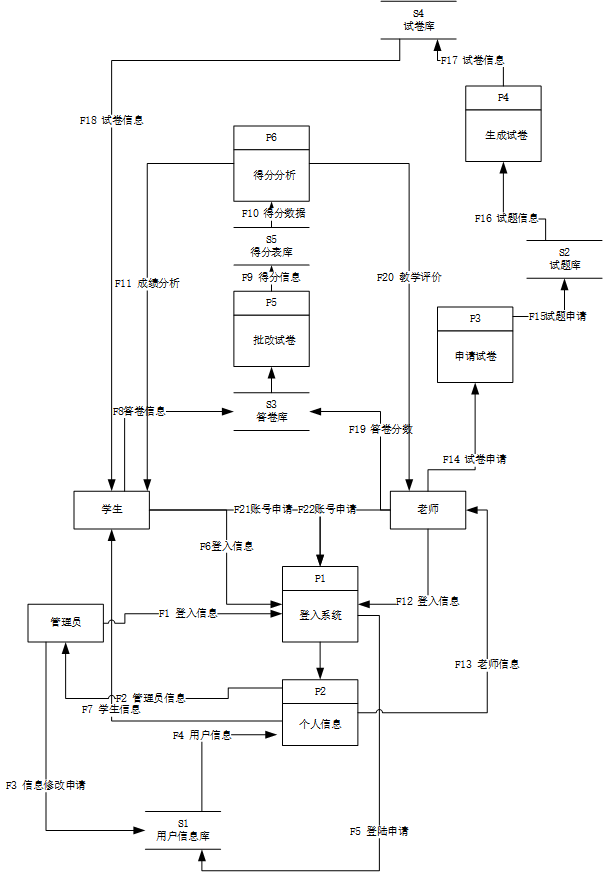 S4
试卷库
F17 试卷信息
P4
生成试卷
F18 试卷信息
P6
得分分析
F10 得分数据
F16 试题信息
S5
得分表库
S2
试题库
F11 成绩分析
F9 得分信息
F20 教学评价
P5
批改试卷
P3
申请试卷
F15试题申请
F8答卷信息
S3
答卷库
F19 答卷分数
F14 试卷申请
学生
F21账号申请
F22账号申请
老师
F6登入信息
P1
登入系统
F12 登入信息
管理员
F1 登入信息
F13 老师信息
P2
个人信息
F2 管理员信息
F7 学生信息
F4 用户信息
F3 信息修改申请
S1
用户信息库
F5 登陆申请